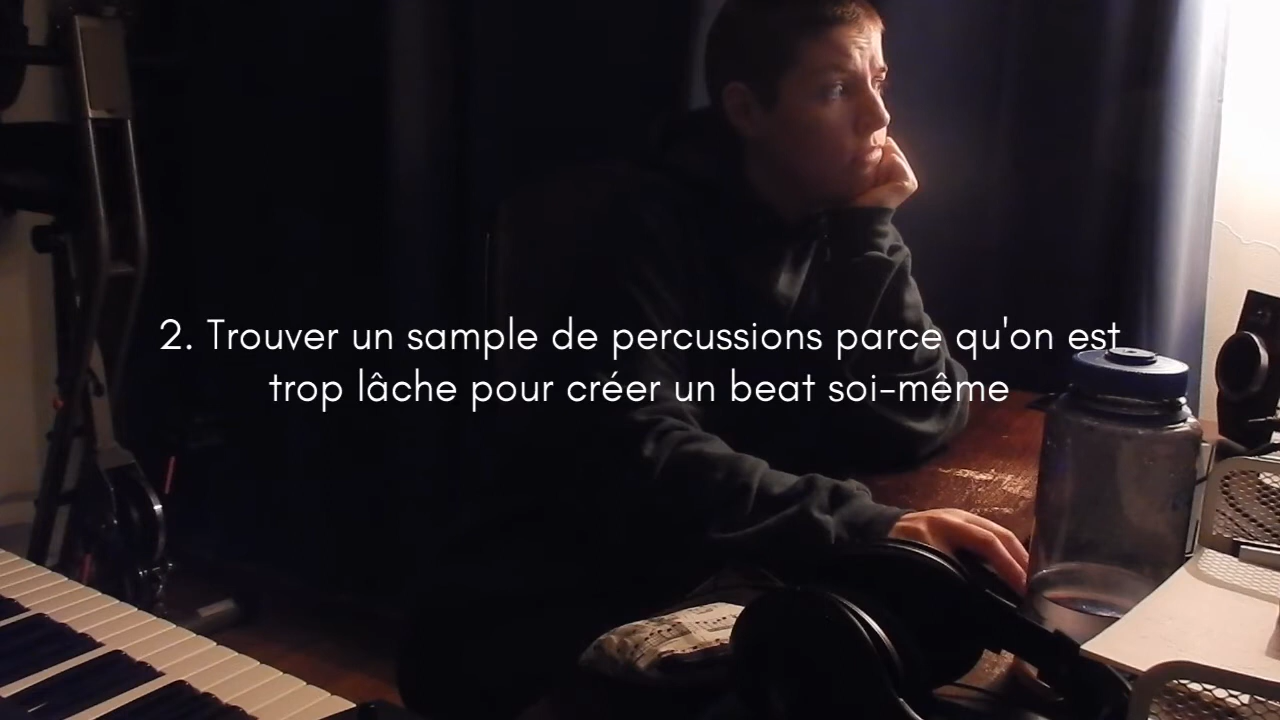 2. Trouver un sample de percussions parce qu'on est
trop lâche pour créer un beat soi-même